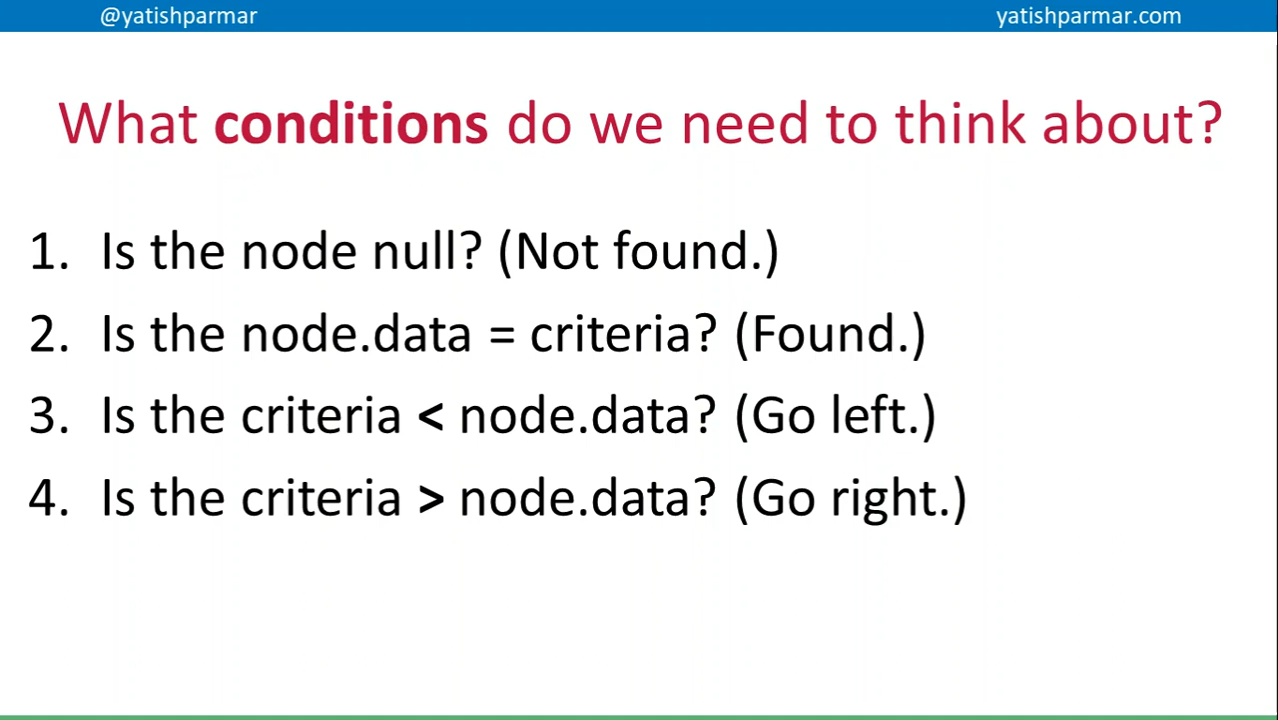 @yatishparmar
yatishparmar.com
What conditions do we need to think about?
1. Is the node null? (Not found.)
2. Is the node.data = criteria? (Found.)
3. Is the criteria < node.data? (Go left.)
4. Is the criteria > node.data? (Go right.)